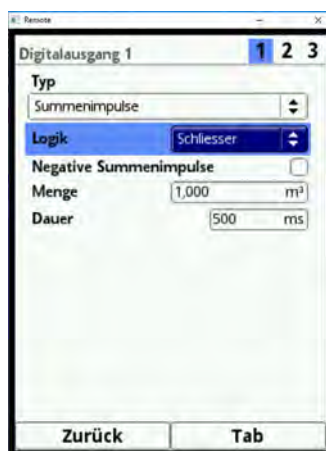 Remote
Digitalausgang 1 1 2 3
Typ
Summenimpulse
Logik Schliesser
Negative Summenimpulse
Menge 1,000 m³
Dauer 500 ms
Zurück Tab